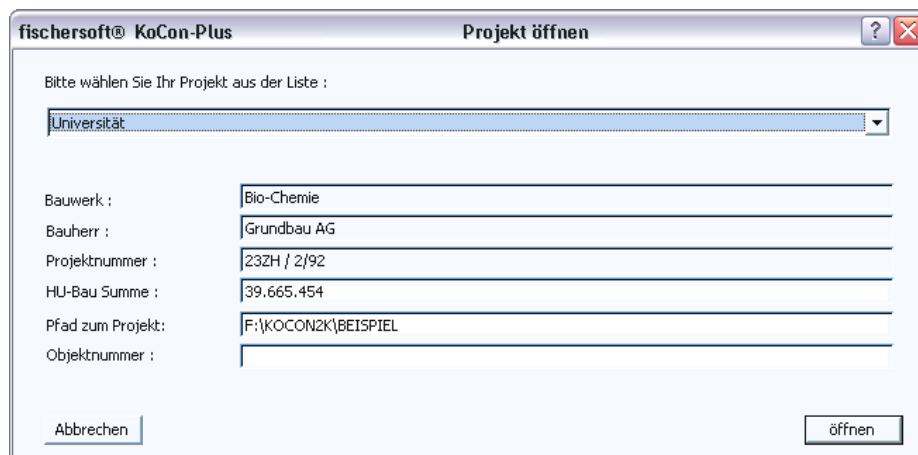 fischersoft® KoCon-Plus Projekt öffnen ?
Bitte wählen Sie Ihr Projekt aus der Liste :
Universität
Bauwerk : Bio-Chemie
Bauherr : Grundbau AG
Projektnummer : 23ZH / 2/92
HU-Bau Summe : 39.665.454
Pfad zum Projekt: F:\KOCON2K\BEISPIEL
Objektnummer :
Abbrechen öffnen